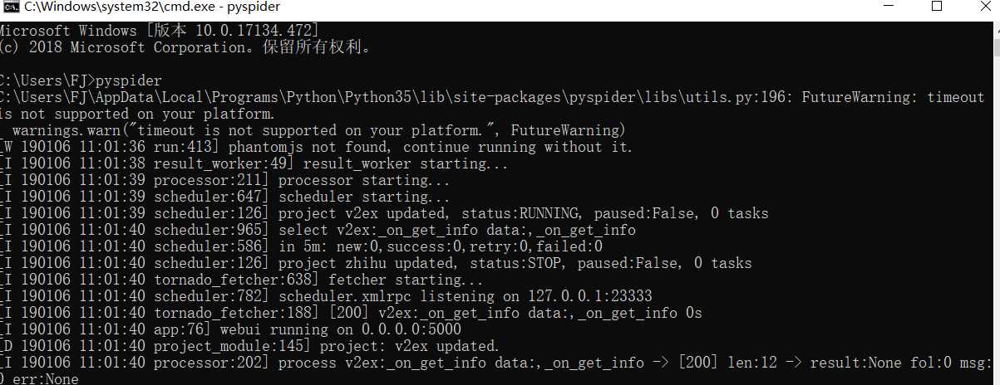 C:\Windows\system32\cmd.exe - pyspider
Microsoft Windows [版本 10.0.17134.472]
(c) 2018 Microsoft Corporation。保留所有权利。
C:\Users\FJ>pyspider
C:\Users\FJ\AppData\Local\Programs\Python\Python35\lib\site-packages\pyspider\libs\utils.py:196: FutureWarning: timeout
is not supported on your platform.
_warnings.warn("timeout is not supported on your platform.", FutureWarning)
[W 190106 11:01:36 run:413] phantomjs not found, continue running without it.
[I 190106 11:01:38 result_worker:49] result_worker starting...
[I 190106 11:01:39 processor:211] processor starting...
[I 190106 11:01:39 scheduler:647] scheduler starting...
[I 190106 11:01:39 scheduler:126] project v2ex updated, status:RUNNING, paused:False, 0 tasks
[I 190106 11:01:40 scheduler:965] select v2ex:_on_get_info data:,_on_get_info
[I 190106 11:01:40 scheduler:586] in 5m: new:0,success:0,retry:0,failed:0
[I 190106 11:01:40 scheduler:126] project zhihu updated, status:STOP, paused:False, 0 tasks
[I 190106 11:01:40 tornado_fetcher:638] fetcher starting...
[I 190106 11:01:40 scheduler:782] scheduler.xmlrpc listening on 127.0.0.1:23333
[I 190106 11:01:40 tornado_fetcher:188] [200] v2ex:_on_get_info data:,_on_get_info 0s
[I 190106 11:01:40 app:76] webui running on 0.0.0.0:5000
[D 190106 11:01:40 project_module:145] project: v2ex updated.
[I 190106 11:01:40 processor:202] process v2ex:_on_get_info data:,_on_get_info -> [200] len:12 -> result:None fol:0 msg:
0 err:None